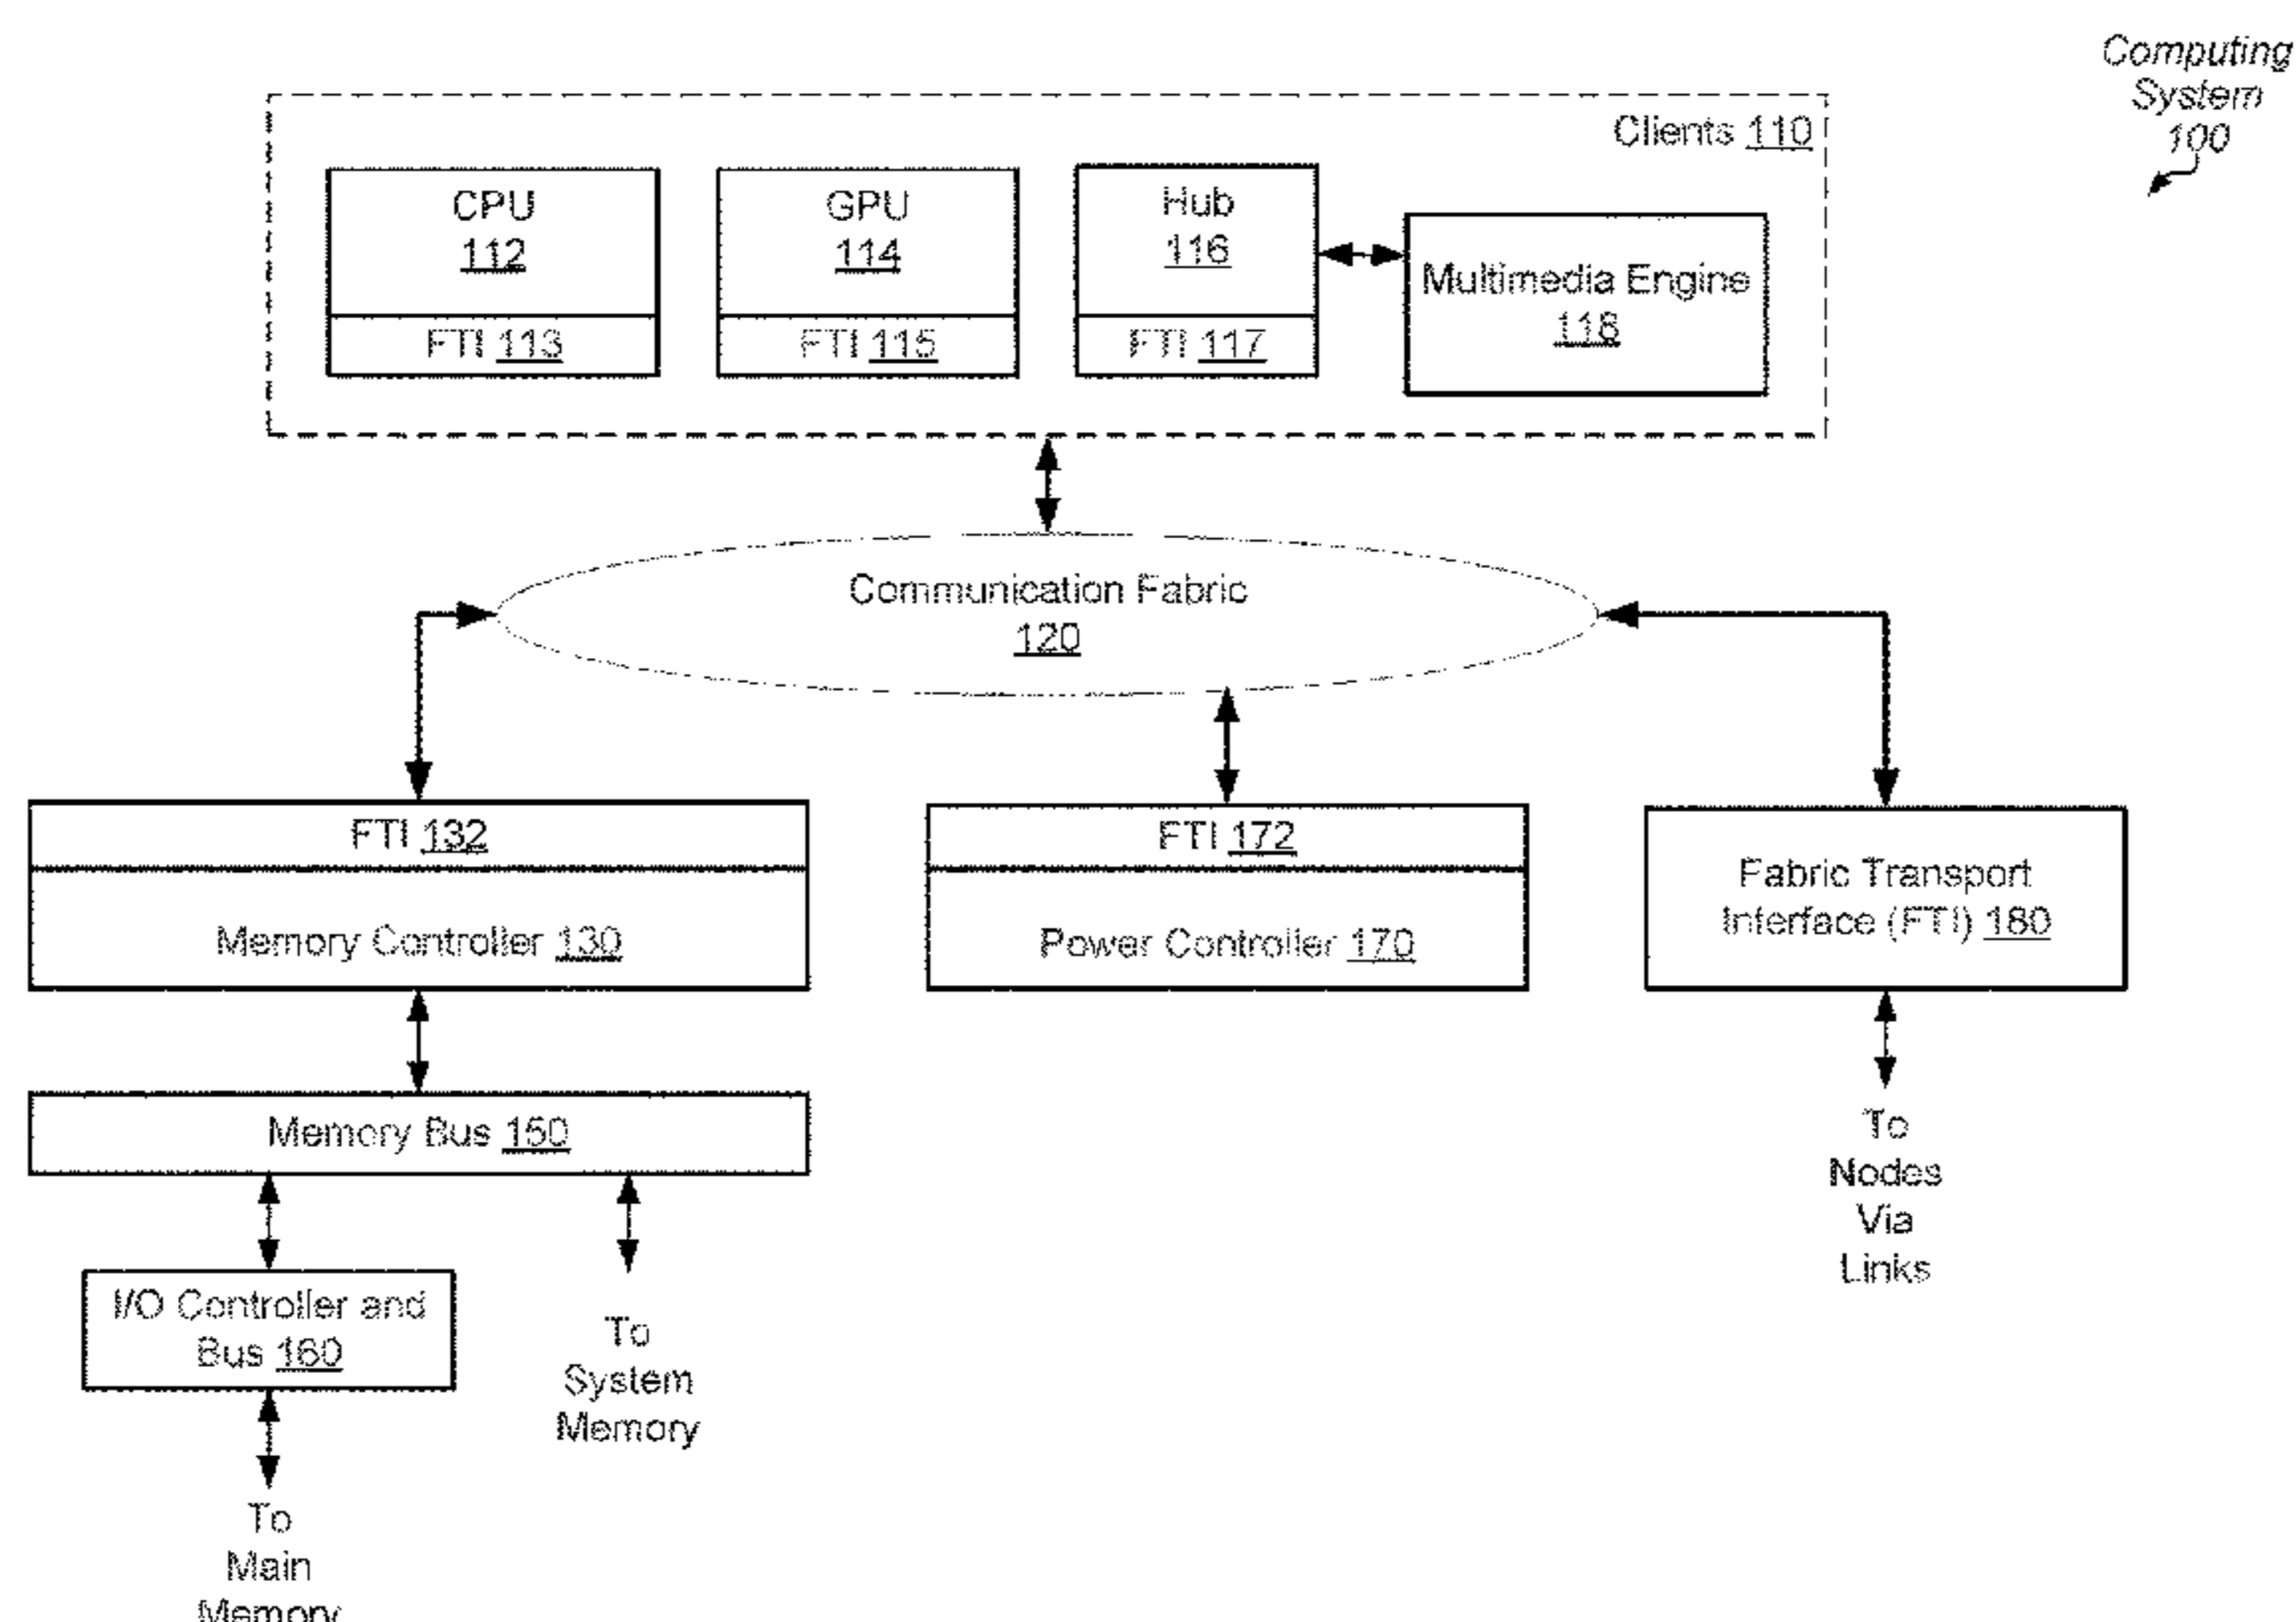 Computing
System
100
Clients 110
CPU
112
FTI 113
GPU
114
FTI 115
Hub
116
FTI 117
Multimedia Engine
118
Communication Fabric
120
FTI 132
Memory Controller 130
FTI 172
Power Controller 170
Fabric Transport
Interface (FTI) 180
Memory Bus 150
To
Nodes
Via
Links
I/O Controller and
Bus 160
To
System
Memory
To
Main
Memory